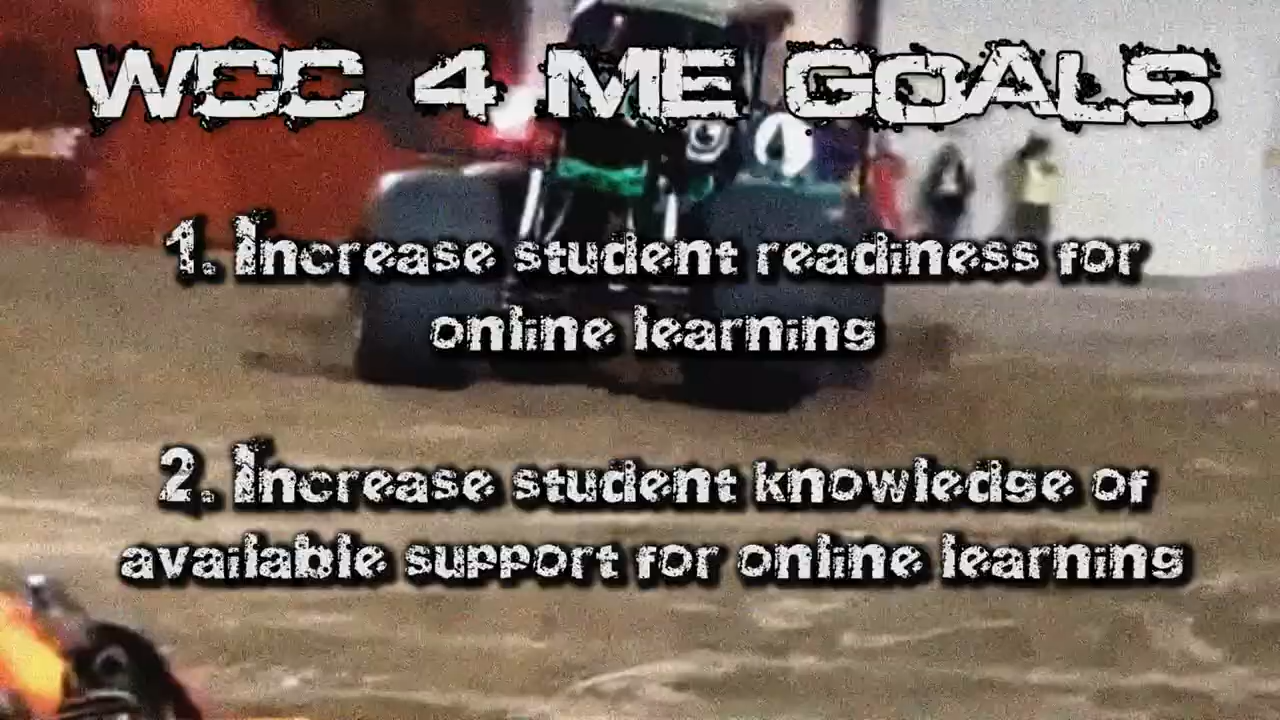 WCC 4 ME GOALS
1. Increase student readiness for
online learning
2. Increase student knowledge of
available support for online learning